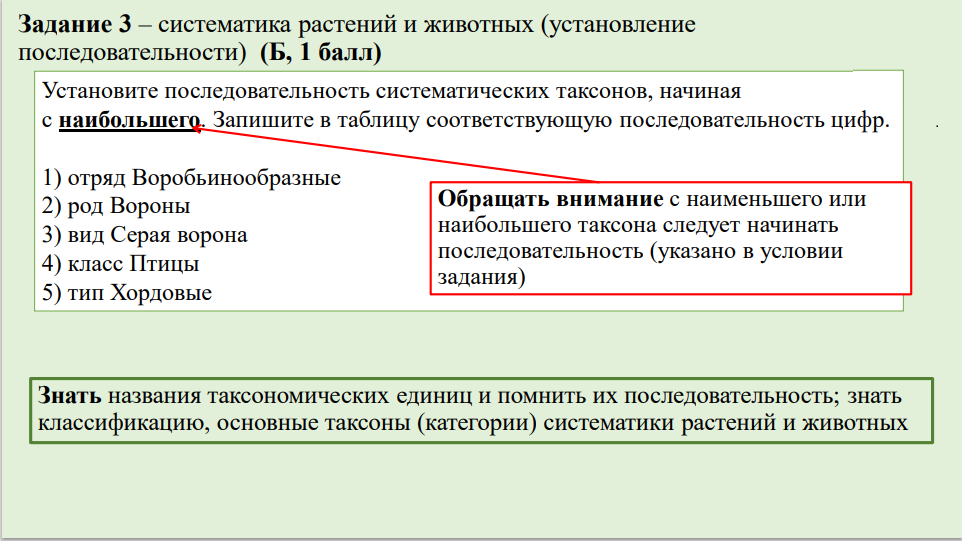 Задание 3 – систематика растений и животных (установление
последовательности) (Б, 1 балл)
Установите последовательность систематических таксонов, начиная
с наибольшего. Запишите в таблицу соответствующую последовательность цифр.
1) отряд Воробьинообразные
2) род Вороны
3) вид Серая ворона
4) класс Птицы
5) тип Хордовые
Обращать внимание с наименьшего или
наибольшего таксона следует начинать
последовательность (указано в условии
задания)
Знать названия таксономических единиц и помнить их последовательность; знать
классификацию, основные таксоны (категории) систематики растений и животных